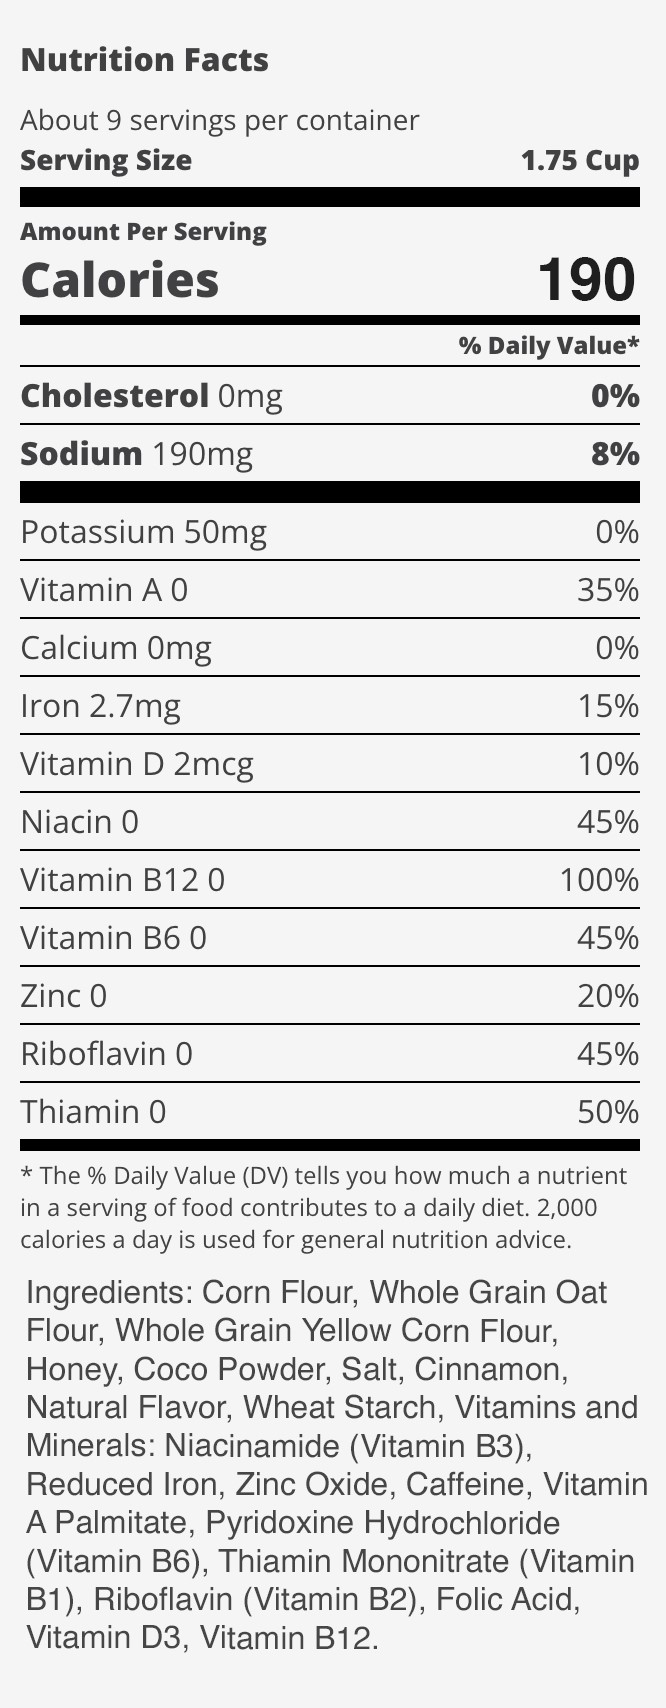 Nutrition Facts
About 9 servings per container
Serving Size 1.75 Cup
Amount Per Serving
Calories 190
% Daily Value*
Cholesterol 0mg 0%
Sodium 190mg 8%
Potassium 50mg 0%
Vitamin A 0 35%
Calcium 0mg 0%
Iron 2.7mg 15%
Vitamin D 2mcg 10%
Niacin 0 45%
Vitamin B12 0 100%
Vitamin B6 0 45%
Zinc 0 20%
Riboflavin 0 45%
Thiamin 0 50%
* The % Daily Value (DV) tells you how much a nutrient
in a serving of food contributes to a daily diet. 2,000
calories a day is used for general nutrition advice.
Ingredients: Corn Flour, Whole Grain Oat
Flour, Whole Grain Yellow Corn Flour,
Honey, Coco Powder, Salt, Cinnamon,
Natural Flavor, Wheat Starch, Vitamins and
Minerals: Niacinamide (Vitamin B3),
Reduced Iron, Zinc Oxide, Caffeine, Vitamin
A Palmitate, Pyridoxine Hydrochloride
(Vitamin B6), Thiamin Mononitrate (Vitamin
B1), Riboflavin (Vitamin B2), Folic Acid,
Vitamin D3, Vitamin B12.